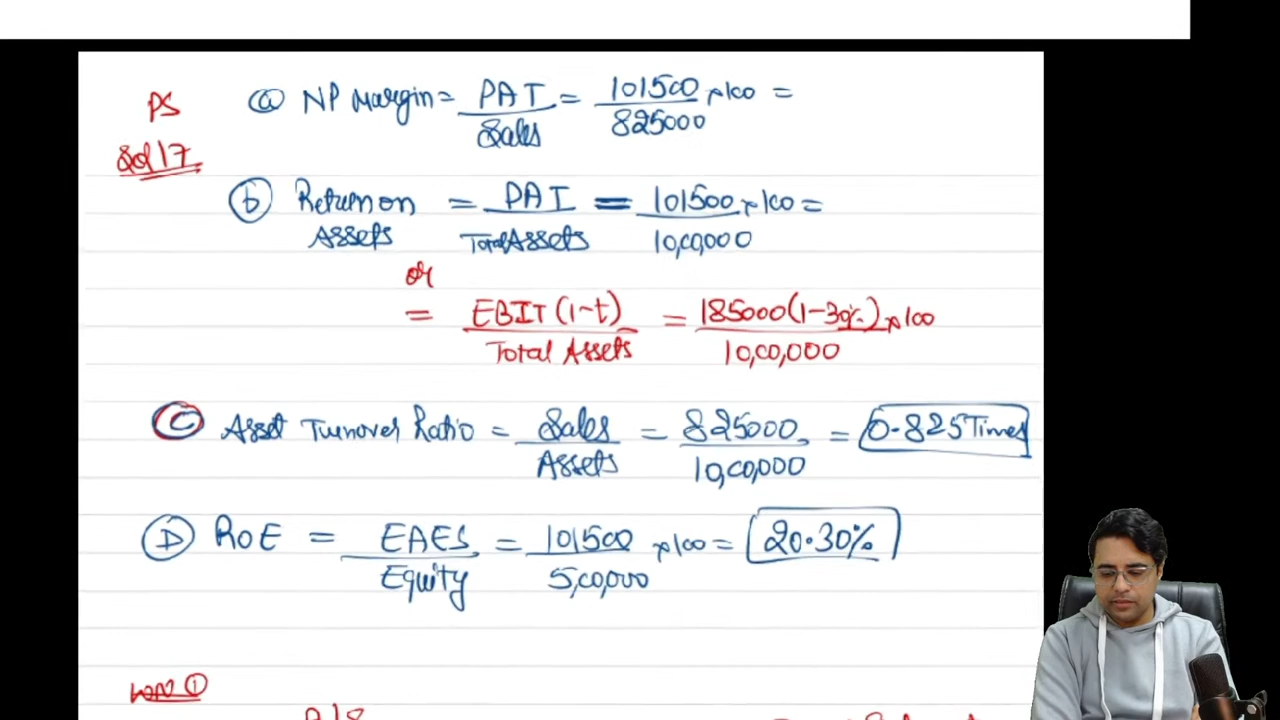 PS
Sol 17
(a) NP Margin = PAT / Sales = 101500 / 825000 × 100 =
(b) Return on Assets = PAT / Total Assets = 101500 / 10,00,000 × 100 =
or
= EBIT (1-t) / Total Assets = 185000 (1-30%) / 10,00,000 × 100
(C) Asset Turnover Ratio = Sales / Assets = 825000 / 10,00,000 = 0.825 Times
(D) ROE = EAES / Equity = 101500 / 5,00,000 × 100 = 20.30%
WN ①